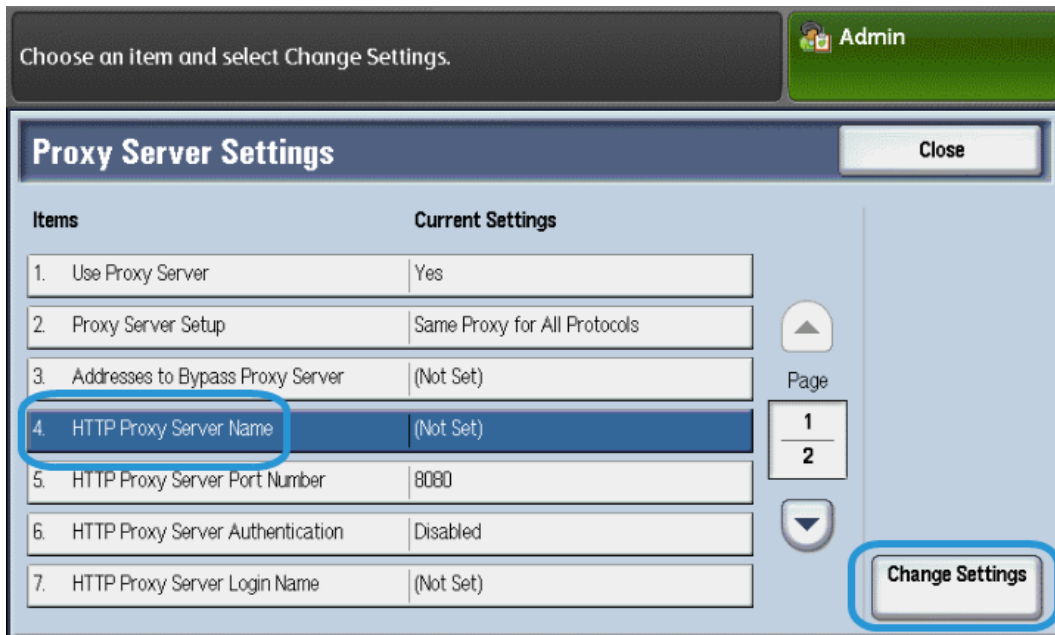 Choose an item and select Change Settings.
Admin
Proxy Server Settings
Close
Items Current Settings
1. Use Proxy Server Yes
2. Proxy Server Setup Same Proxy for All Protocols
3. Addresses to Bypass Proxy Server (Not Set)
Page
4. HTTP Proxy Server Name (Not Set)
1
2
5. HTTP Proxy Server Port Number 8080
6. HTTP Proxy Server Authentication Disabled
7. HTTP Proxy Server Login Name (Not Set)
Change Settings